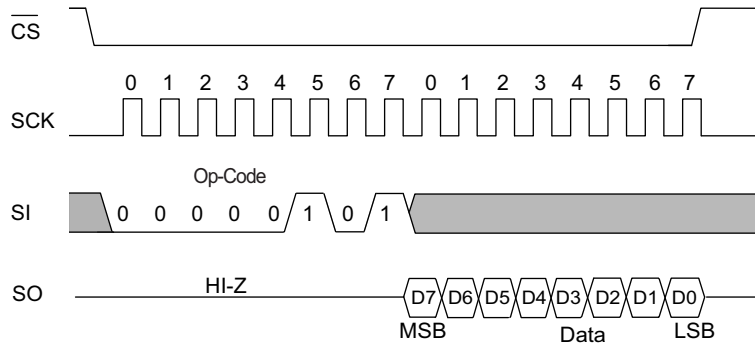 CS
0 1 2 3 4 5 6 7 0 1 2 3 4 5 6 7
SCK
Op-Code
SI 0 0 0 0 0 1 0 1
SO HI-Z D7 D6 D5 D4 D3 D2 D1 D0
MSB Data LSB